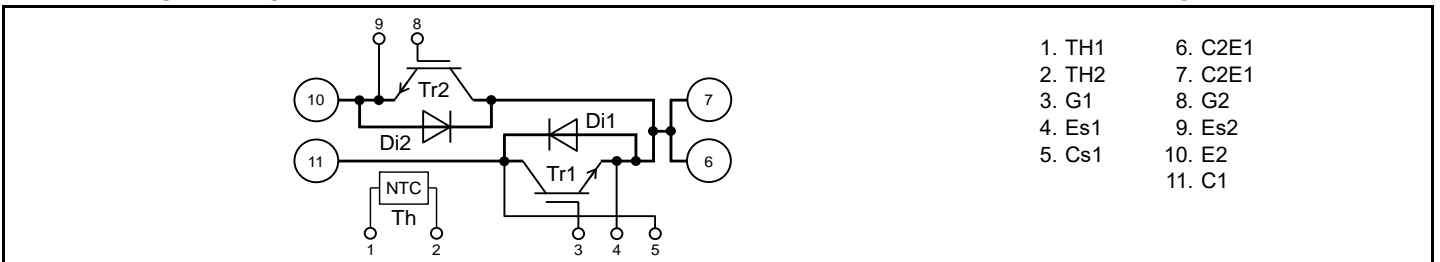 9 8
10
Tr2
7
Di2
Di1
11
Tr1
6
NTC
Th
1 2 3 4 5
1. TH1
2. TH2
3. G1
4. Es1
5. Cs1
6. C2E1
7. C2E1
8. G2
9. Es2
10. E2
11. C1